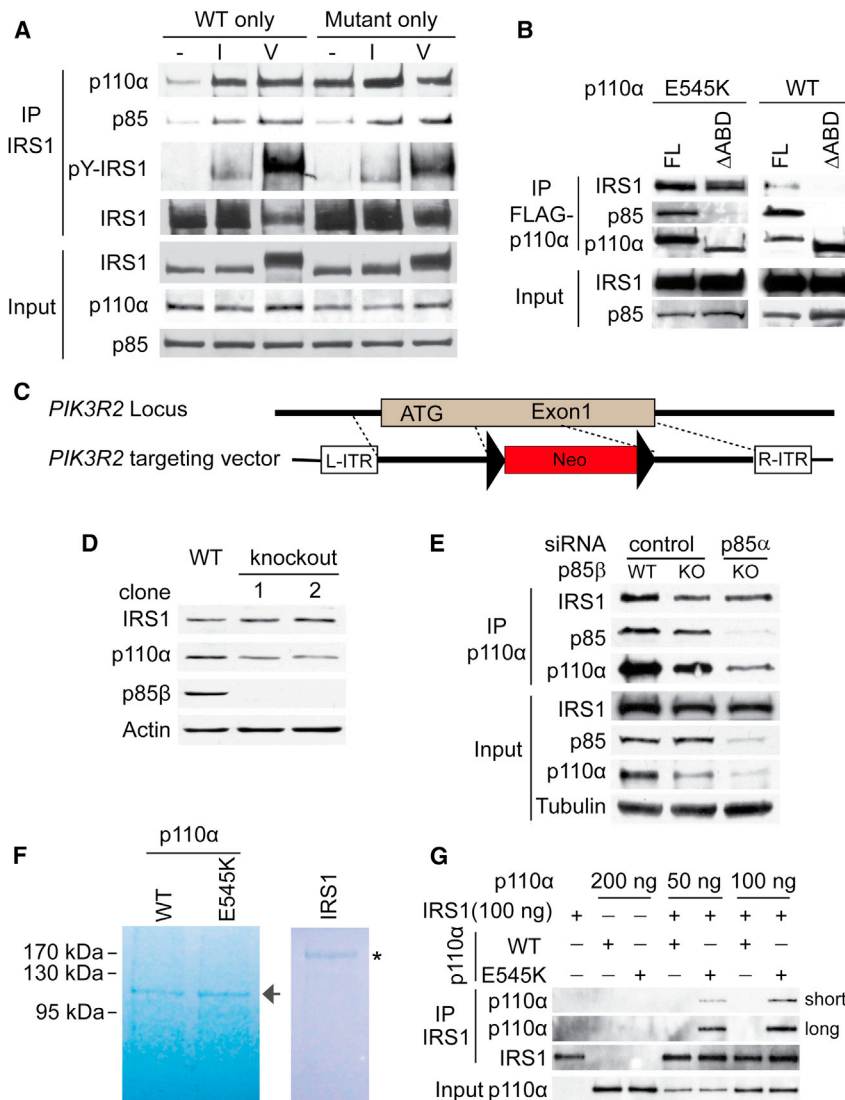 A
WT only Mutant only
- I V - I V
IP IRS1
p110α
p85
pY-IRS1
IRS1
Input
IRS1
p110α
p85
B
p110α E545K WT
FL ΔABD FL ΔABD
IP FLAG-p110α
IRS1
p85
p110α
Input
IRS1
p85
C
PIK3R2 Locus ATG Exon1
PIK3R2 targeting vector L-ITR Neo R-ITR
D
WT knockout
clone 1 2
IRS1
p110α
p85β
Actin
E
siRNA control p85α
p85β WT KO KO
IP p110α
IRS1
p85
p110α
Input
IRS1
p85
p110α
Tubulin
F
p110α
WT E545K IRS1
170 kDa *
130 kDa
95 kDa
G
p110α 200 ng 50 ng 100 ng
IRS1(100 ng) + − − + + + +
p110α
WT − + − + − + −
E545K − − + − + − +
IP IRS1
p110α short
p110α long
IRS1
Input p110α